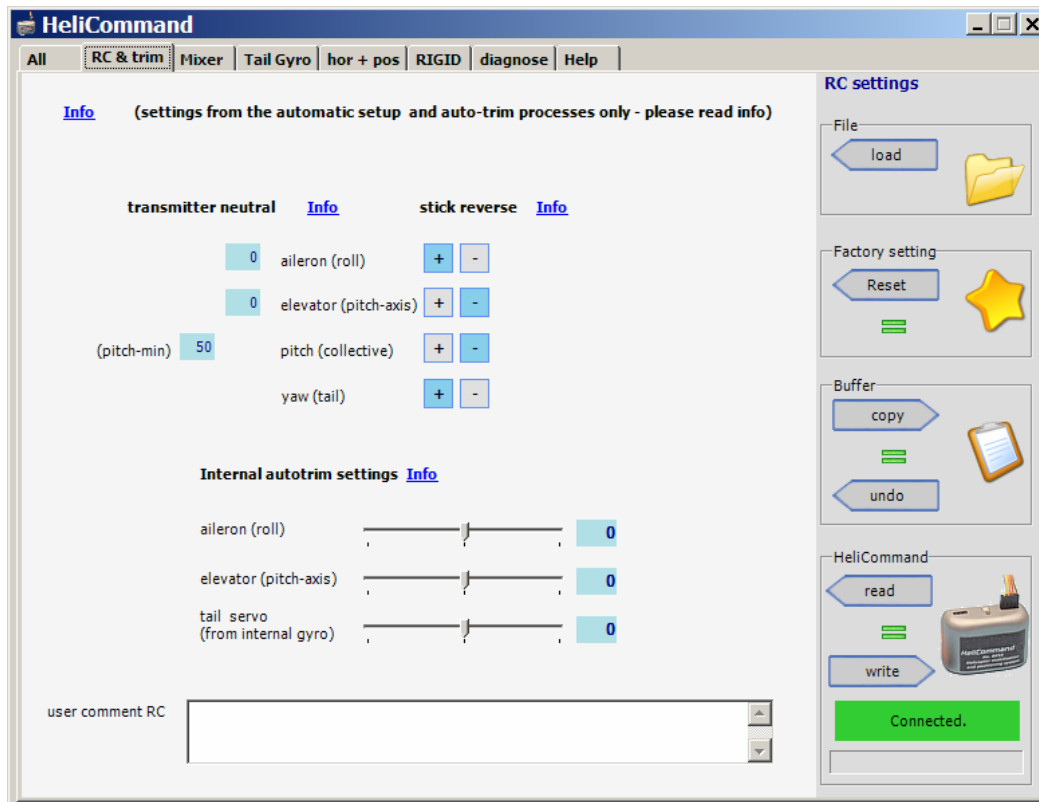 HeliCommand
All RC & trim Mixer Tail Gyro hor + pos RIGID diagnose Help
Info (settings from the automatic setup and auto-trim processes only - please read info)
transmitter neutral Info stick reverse Info
0 aileron (roll) + -
0 elevator (pitch-axis) + -
(pitch-min) 50 pitch (collective) + -
yaw (tail) + -
Internal autotrim settings Info
aileron (roll) 0
elevator (pitch-axis) 0
tail servo
(from internal gyro) 0
user comment RC
RC settings
File
load
Factory setting
Reset
Buffer
copy
undo
HeliCommand
read
HeliCommand
write
Connected.